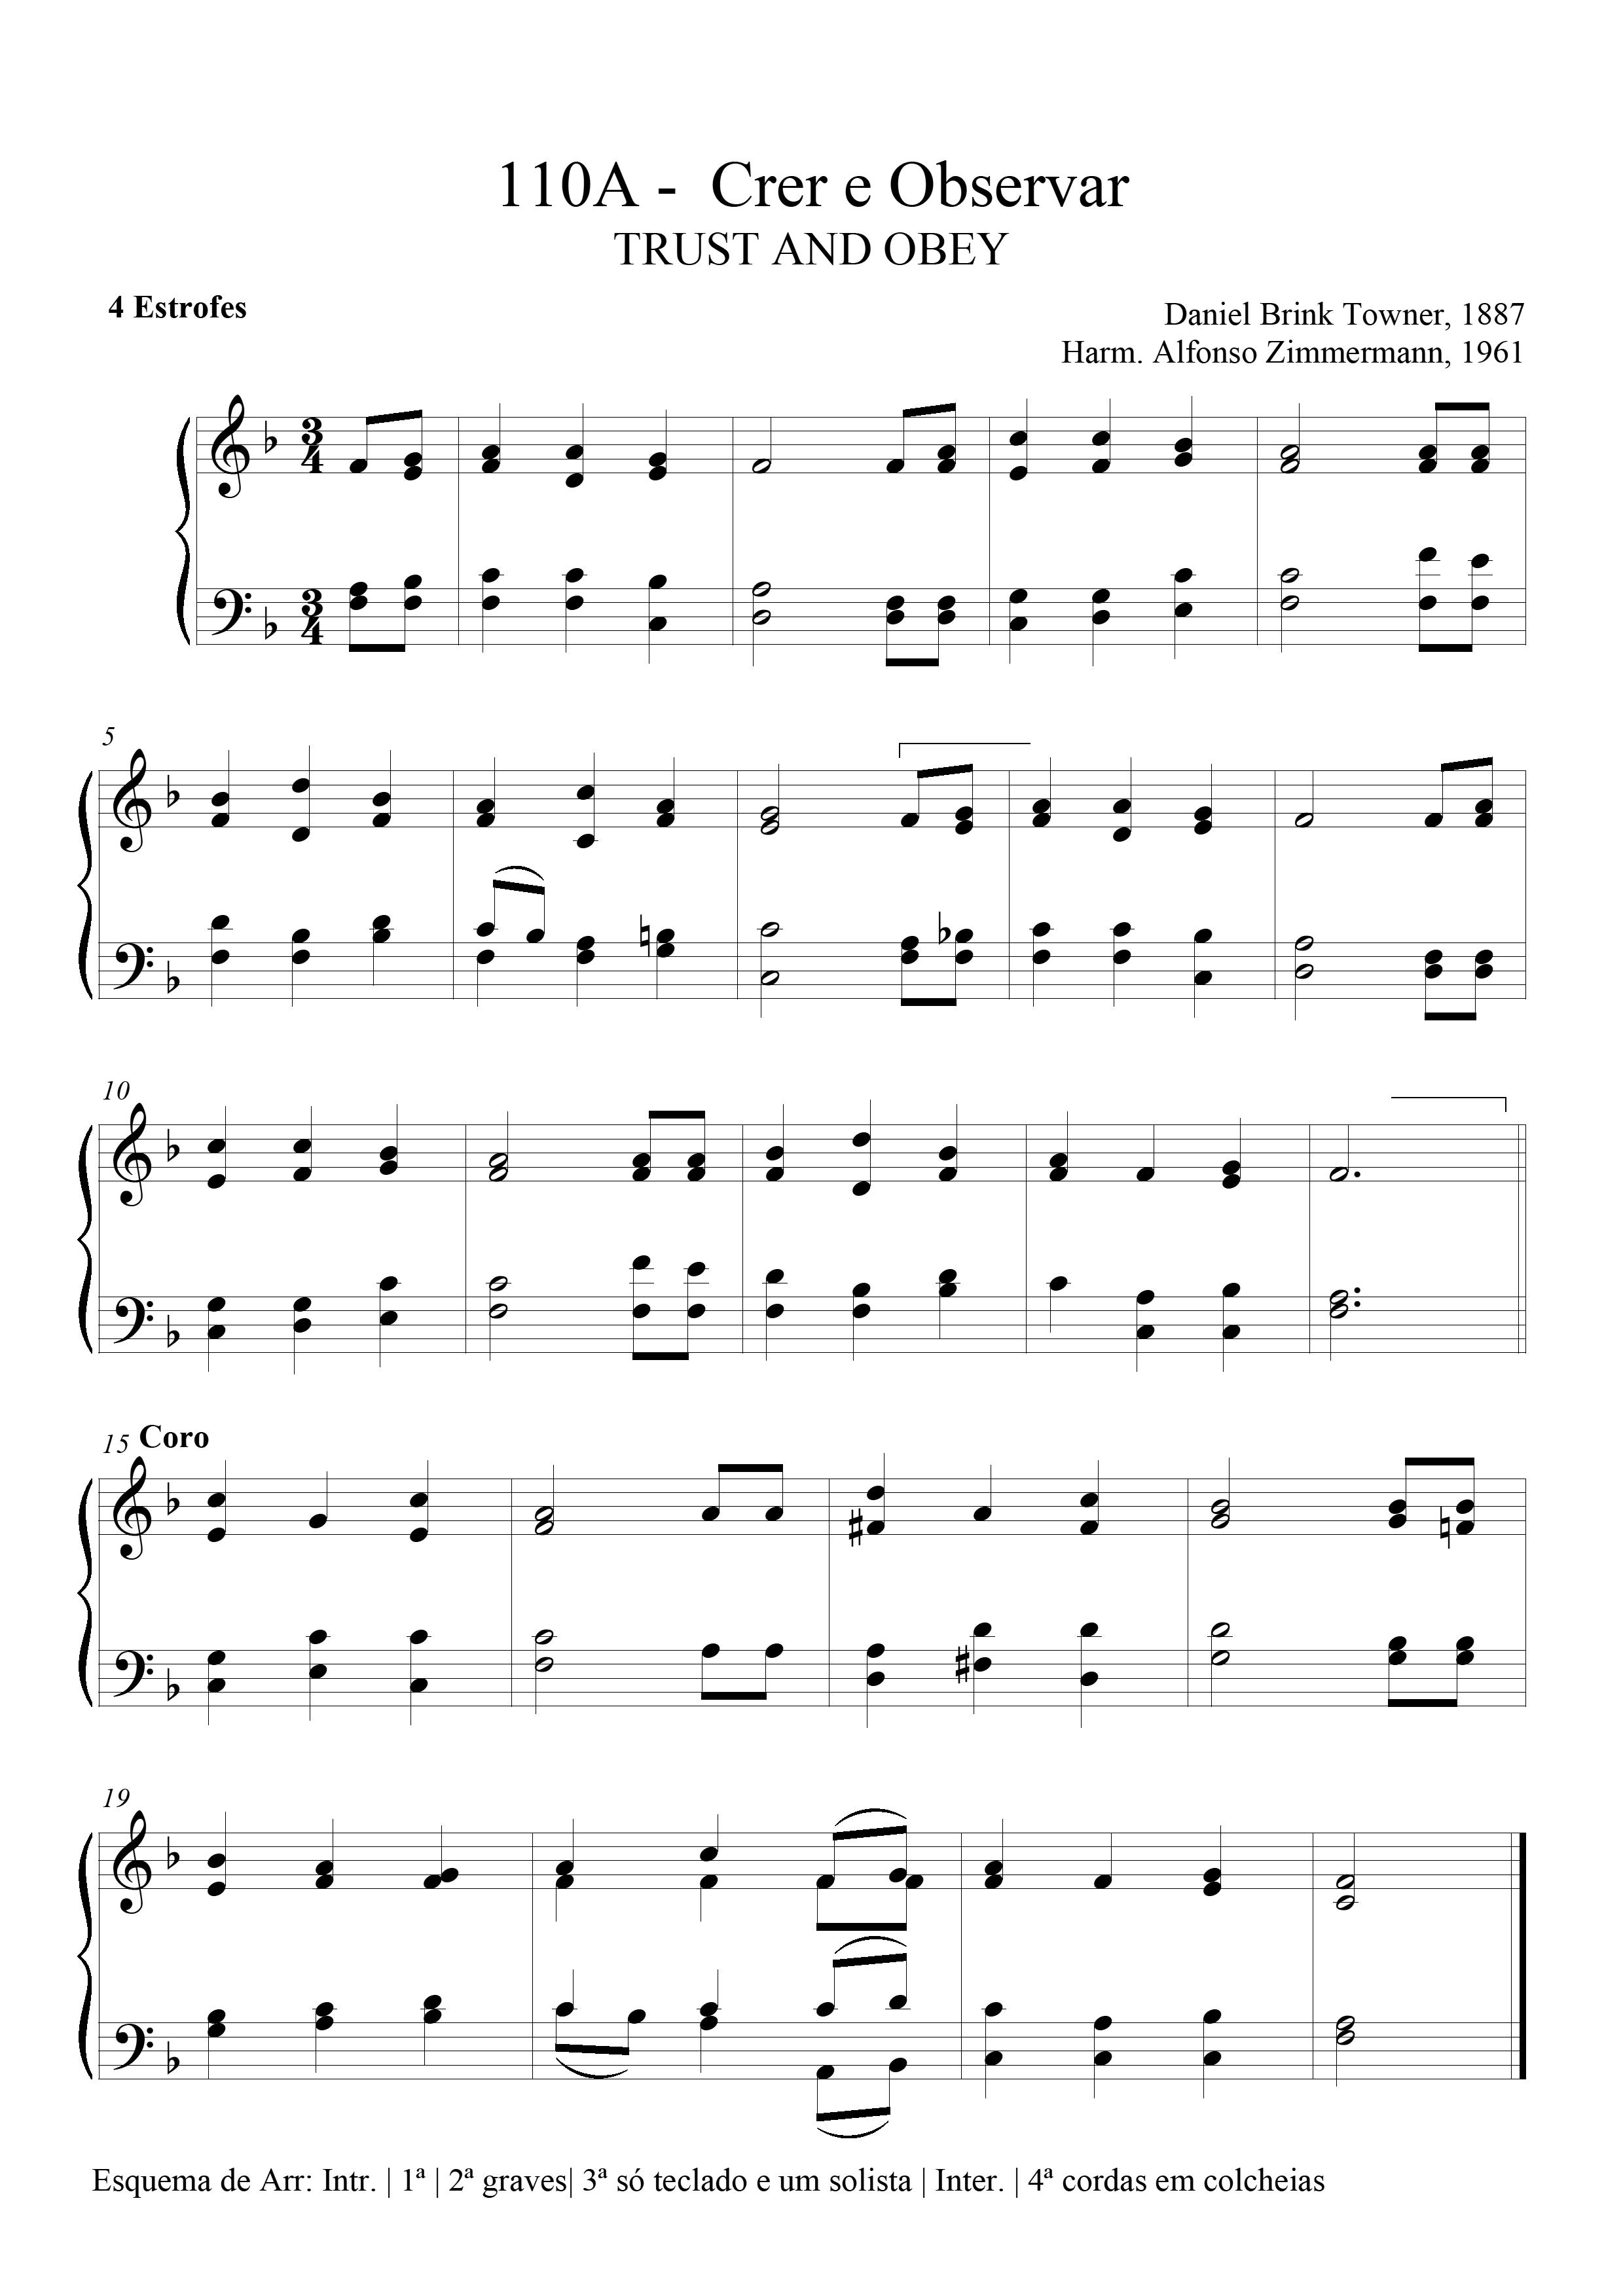 110A - Crer e Observar
TRUST AND OBEY
4 Estrofes
Daniel Brink Towner, 1887
Harm. Alfonso Zimmermann, 1961
3
4
3
4
5
10
15 Coro
19
Esquema de Arr: Intr. | 1ª | 2ª graves| 3ª só teclado e um solista | Inter. | 4ª cordas em colcheias